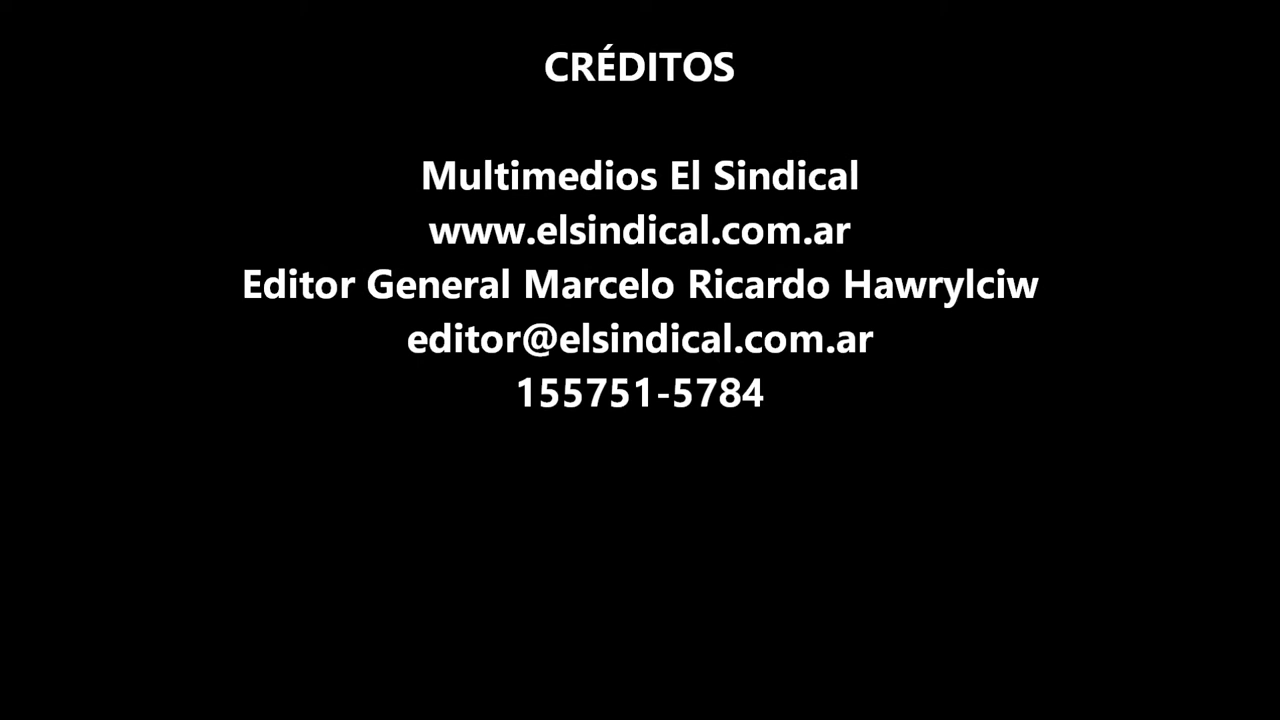 CRÉDITOS
Multimedios El Sindical
www.elsindical.com.ar
Editor General Marcelo Ricardo Hawrylciw
editor@elsindical.com.ar
155751-5784